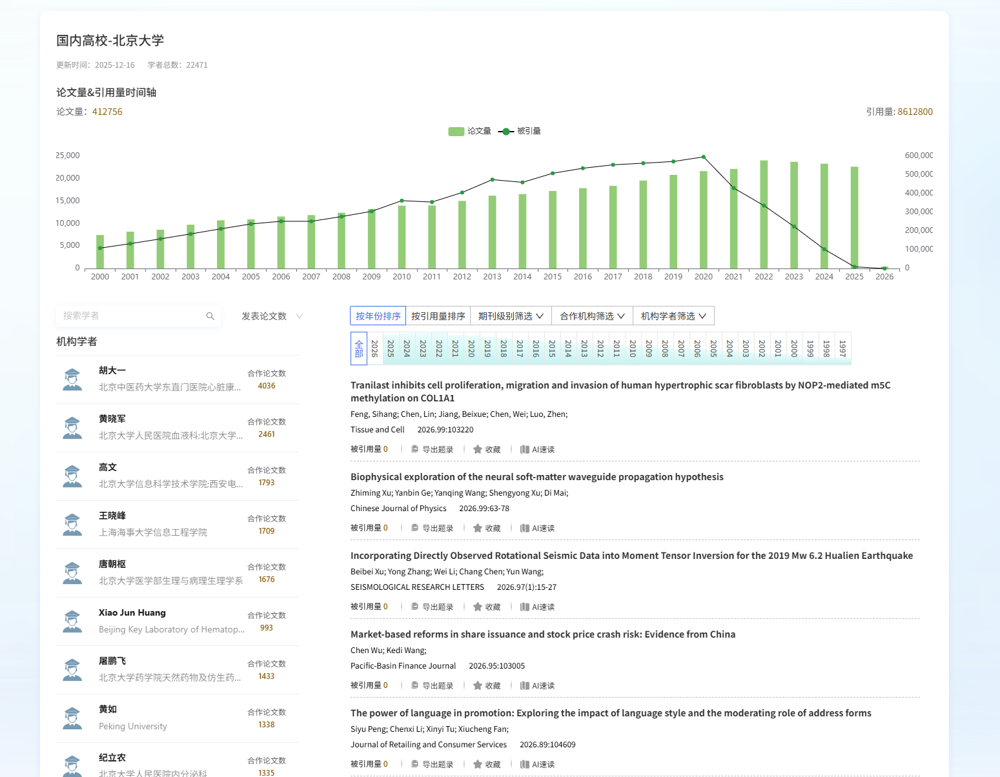 国内高校-北京大学
更新时间：2025-12-16 学者总数：22471
论文量&引用量时间轴
论文量：412756
引用量: 8612800
论文量 被引量
25,000
20,000
15,000
10,000
5,000
0
600,000
500,000
400,000
300,000
200,000
100,000
0
2000 2001 2002 2003 2004 2005 2006 2007 2008 2009 2010 2011 2012 2013 2014 2015 2016 2017 2018 2019 2020 2021 2022 2023 2024 2025 2026
搜索学者
发表论文数
机构学者
胡大一
北京中医药大学东直门医院心脏康...
合作论文数
4036
黄晓军
北京大学人民医院血液科;北京大学...
合作论文数
2461
高文
北京大学信息科学技术学院;西安电...
合作论文数
1793
王晓峰
上海海事大学信息工程学院
合作论文数
1709
唐朝枢
北京大学医学部生理与病理生理学系
合作论文数
1676
Xiao Jun Huang
Beijing Key Laboratory of Hematop...
合作论文数
993
屠鹏飞
北京大学药学院天然药物及仿生药...
合作论文数
1433
黄如
Peking University
合作论文数
1338
纪立农
北京大学人民医院内分泌科
合作论文数
1335
按年份排序 按引用量排序 期刊级别筛选 合作机构筛选 机构学者筛选
全部 2026 2025 2024 2023 2022 2021 2020 2019 2018 2017 2016 2015 2014 2013 2012 2011 2010 2009 2008 2007 2006 2005 2004 2003 2002 2001 2000 1999 1998 1997
Tranilast inhibits cell proliferation, migration and invasion of human hypertrophic scar fibroblasts by NOP2-mediated m5C
methylation on COL1A1
Feng, Sihang; Chen, Lin; Jiang, Beixue; Chen, Wei; Luo, Zhen;
Tissue and Cell 2026.99:103220
被引用量 0 导出题录 收藏 AI速读
Biophysical exploration of the neural soft-matter waveguide propagation hypothesis
Zhiming Xu; Yanbin Ge; Yanqing Wang; Shengyong Xu; Di Mai;
Chinese Journal of Physics 2026.99:63-78
被引用量 0 导出题录 收藏 AI速读
Incorporating Directly Observed Rotational Seismic Data into Moment Tensor Inversion for the 2019 Mw 6.2 Hualien Earthquake
Beibei Xu; Yong Zhang; Wei Li; Chang Chen; Yun Wang;
SEISMOLOGICAL RESEARCH LETTERS 2026.97(1):15-27
被引用量 0 导出题录 收藏 AI速读
Market-based reforms in share issuance and stock price crash risk: Evidence from China
Chen Wu; Kedi Wang;
Pacific-Basin Finance Journal 2026.95:103005
被引用量 0 导出题录 收藏 AI速读
The power of language in promotion: Exploring the impact of language style and the moderating role of address forms
Siyu Peng; Chenxi Li; Xinyi Tu; Xiucheng Fan;
Journal of Retailing and Consumer Services 2026.89:104609
被引用量 0 导出题录 收藏 AI速读